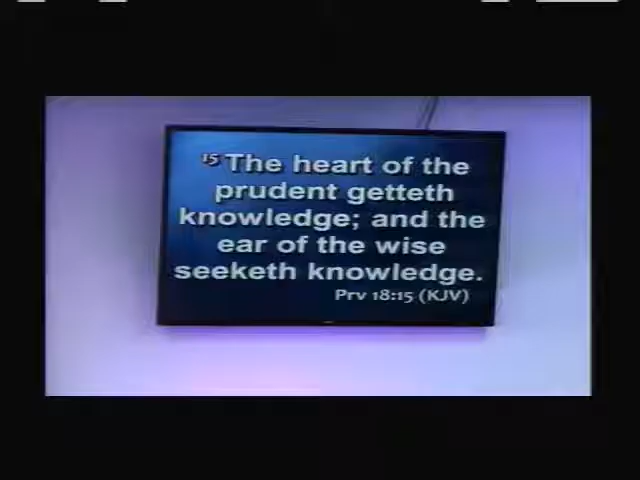 15 The heart of the
prudent getteth
knowledge; and the
ear of the wise
seeketh knowledge.
Prv 18:15 (KJV)